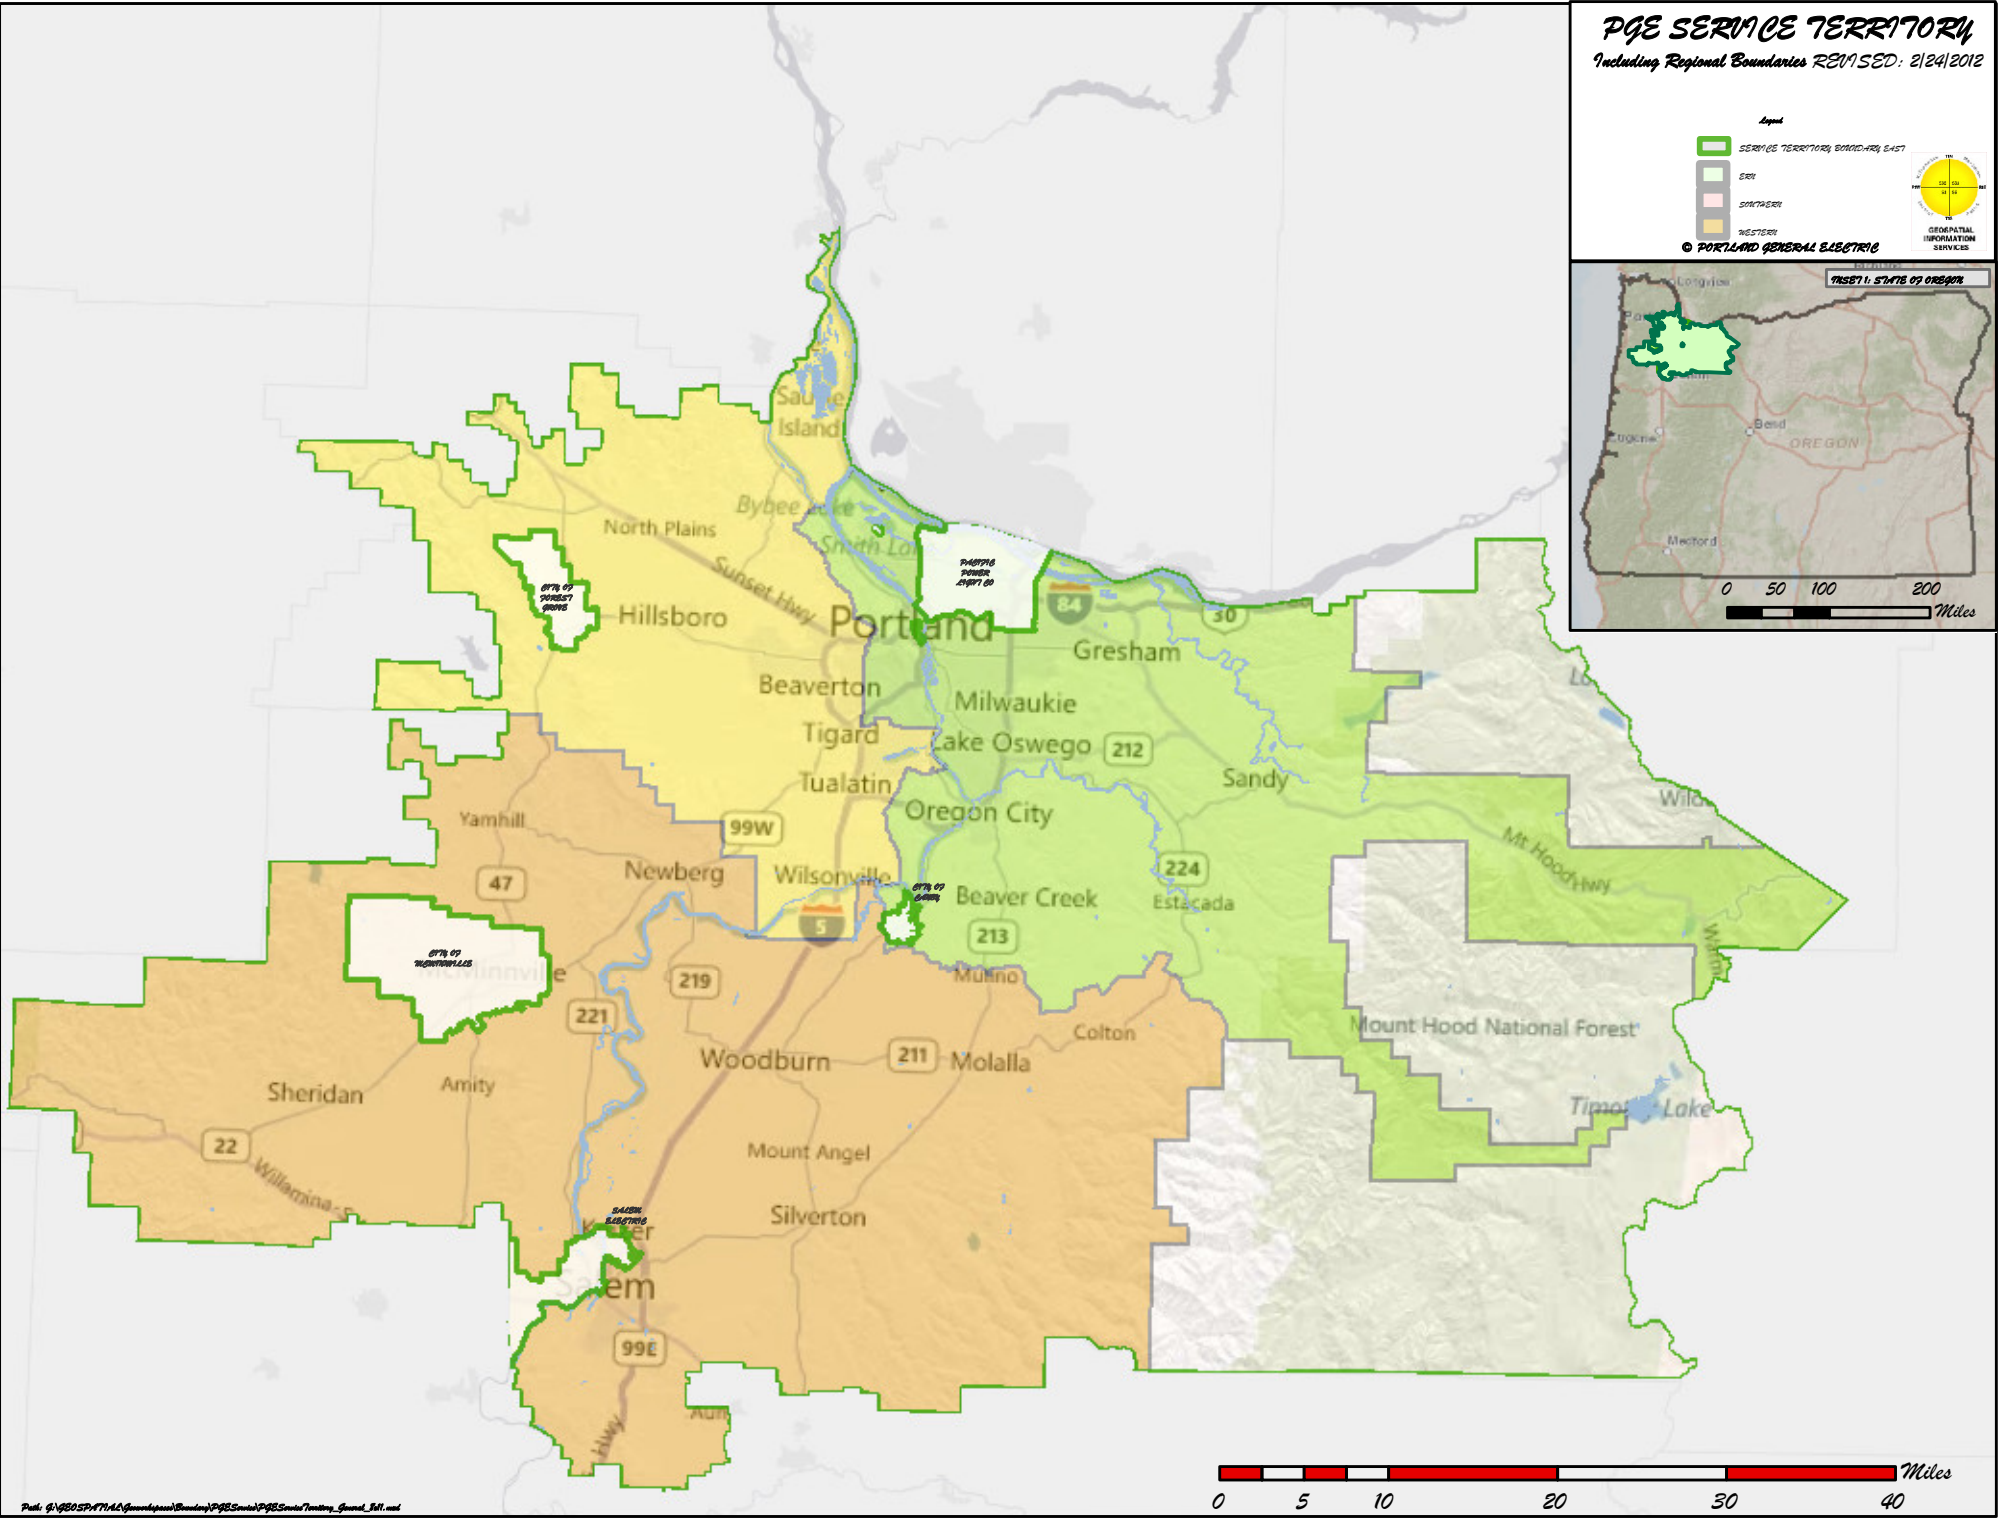 PGE SERVICE TERRITORY
Including Regional Boundaries REVISED: 2/24/2012
Legend
SERVICE TERRITORY BOUNDARY EAST
ERN
SOUTHERN
WESTERN
© PORTLAND GENERAL ELECTRIC
GEOSPATIAL
INFORMATION
SERVICES
INSET 1: STATE OF OREGON
Longview
Eugene
Bend
OREGON
Medford
0 50 100 200
Miles
Island
Bybee Lake
North Plains
Sunset Hwy
PACIFIC
POWER
LIGHT CO
CITY OF
FOREST
GROVE
84
30
Hillsboro
Portland
Gresham
Beaverton
Milwaukie
Tigard
Lake Oswego
212
Tualatin
Sandy
Oregon City
Yamhill
99W
Mt Hood Hwy
47
Newberg
Wilsonville
224
CITY OF
CANBY
Beaver Creek
Estacada
5
213
CITY OF
MCMINNVILLE
McMinnville
219
Mulino
221
Mount Hood National Forest
Colton
Woodburn
211
Molalla
Sheridan
Amity
Lake
22
Mount Angel
Willamina
SALEM
ELECTRIC
Silverton
Salem
99E
Hwy
0 5 10 20 30 40
Miles